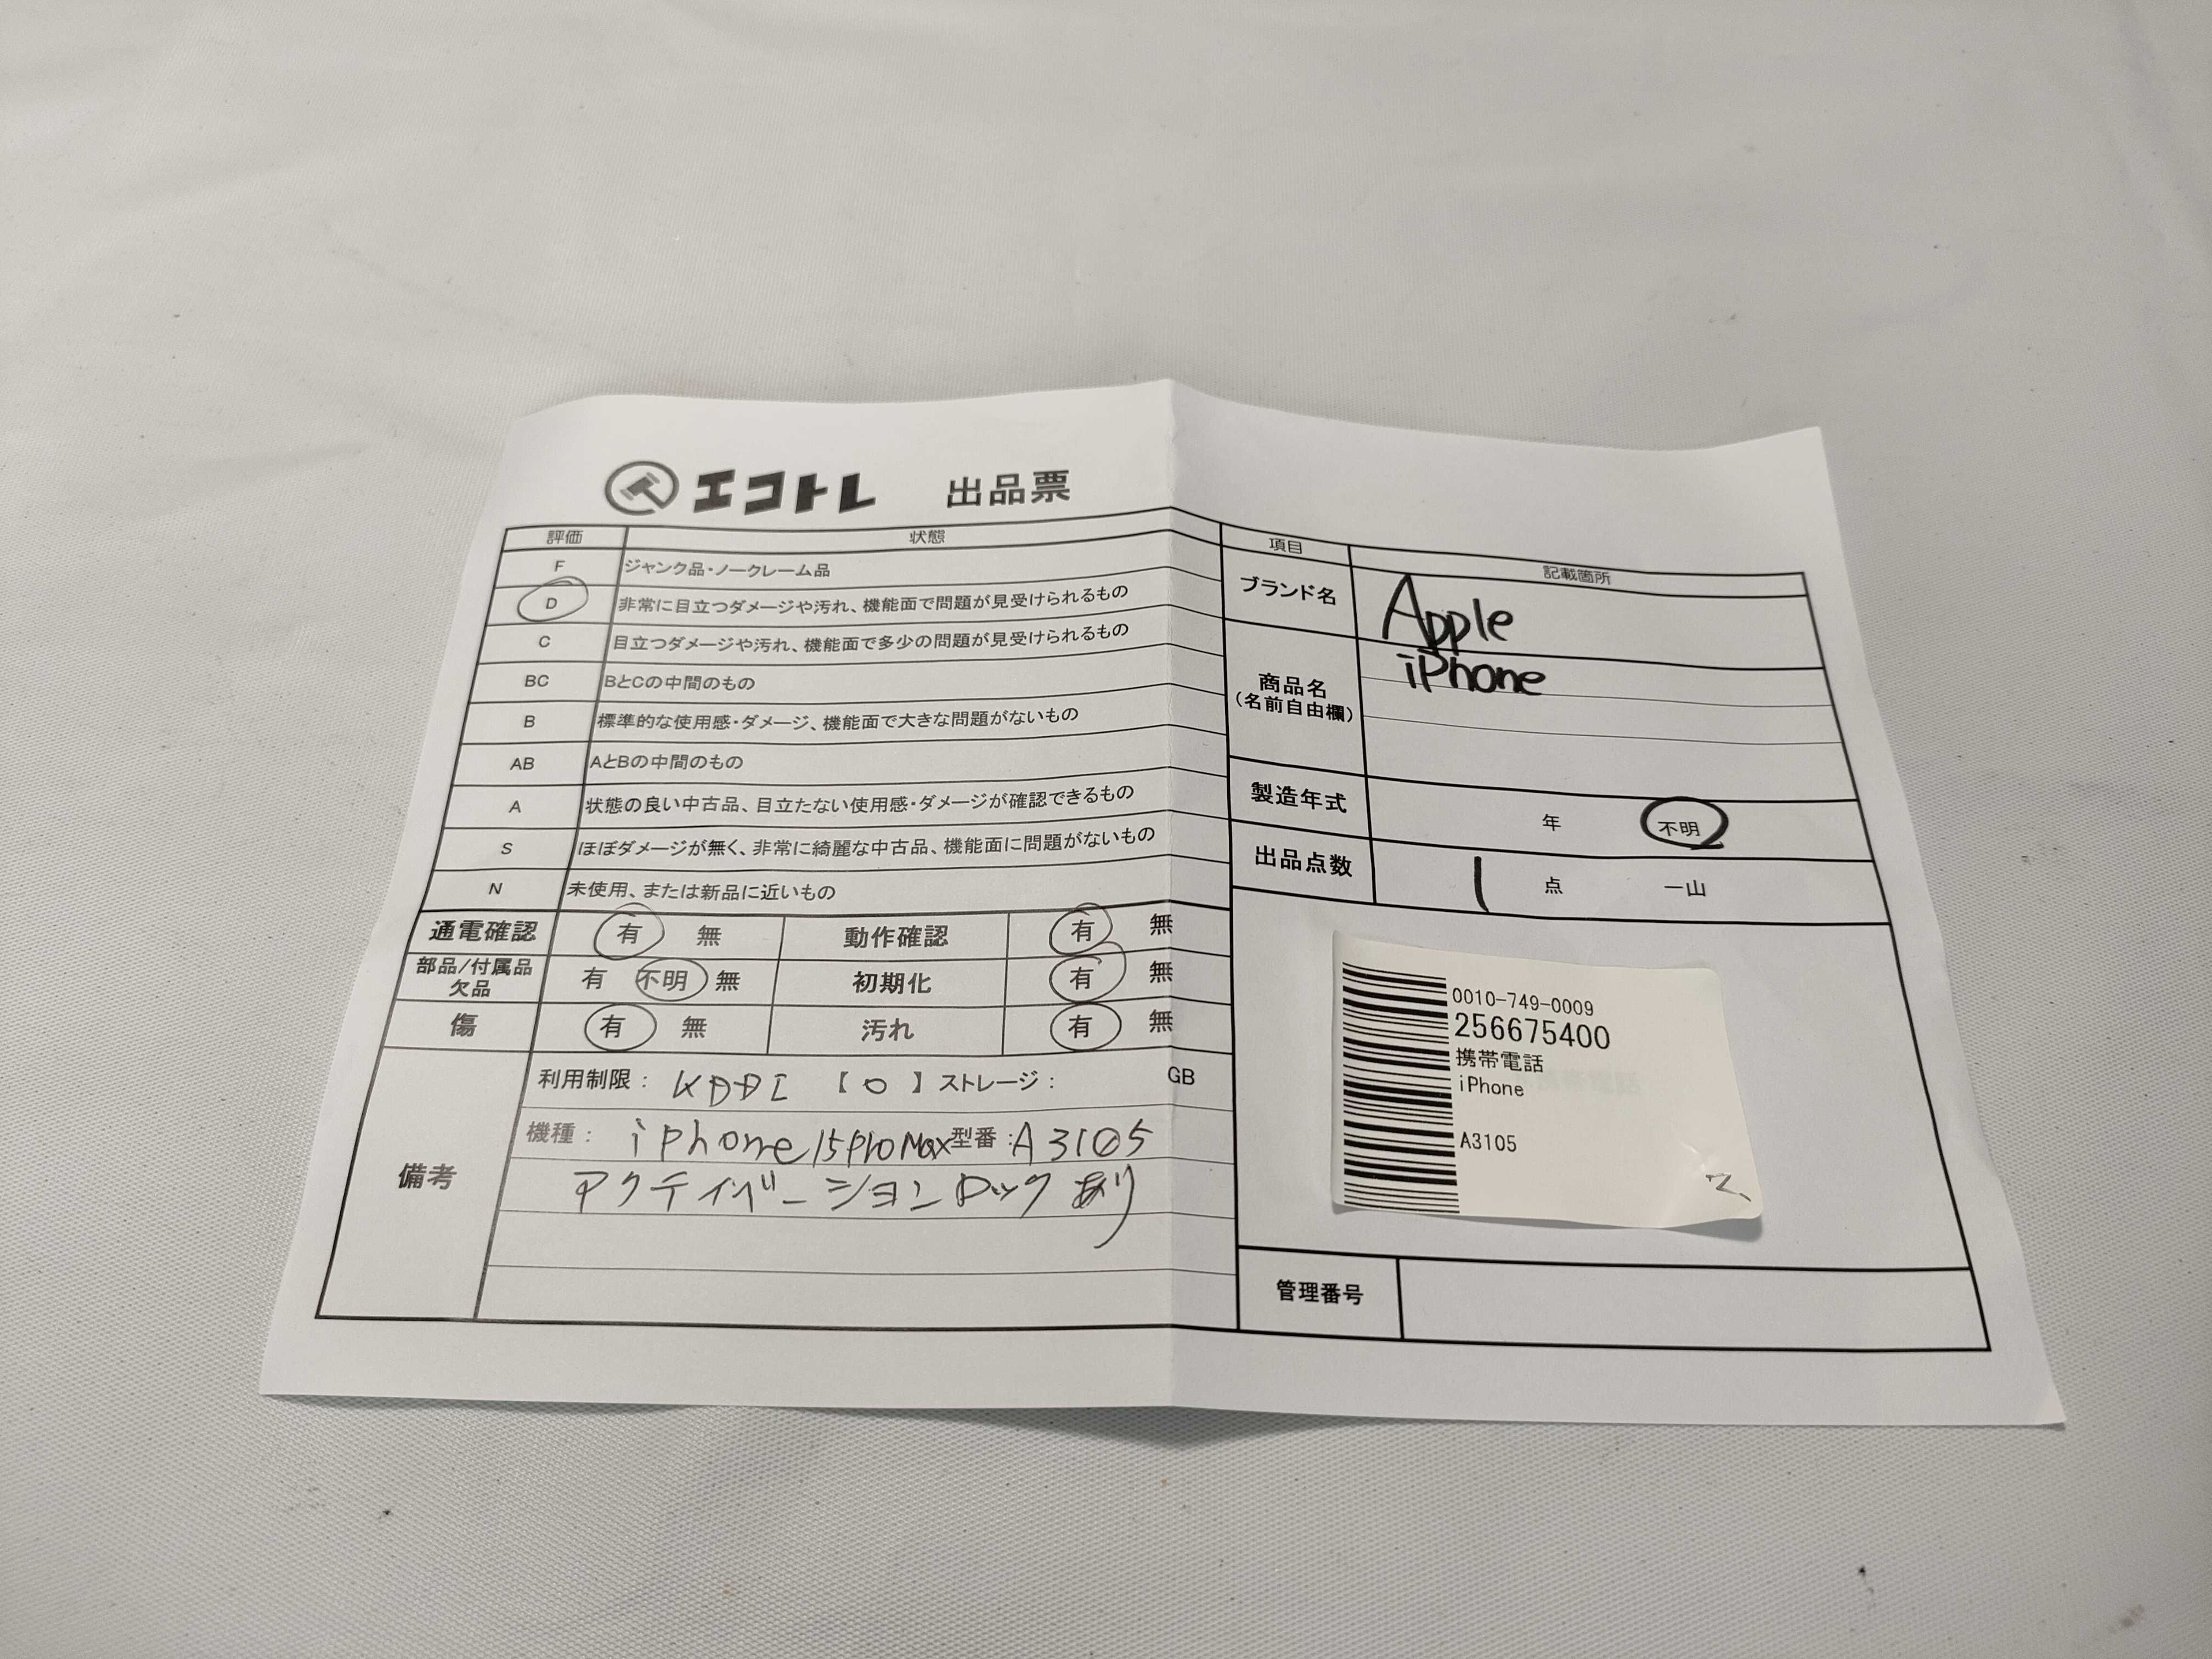 エコトレ 出品票
評価 状態
F ジャンク品・ノークレーム品
D 非常に目立つダメージや汚れ、機能面で問題が見受けられるもの
C 目立つダメージや汚れ、機能面で多少の問題が見受けられるもの
BC BとCの中間のもの
B 標準的な使用感・ダメージ、機能面で大きな問題がないもの
AB AとBの中間のもの
A 状態の良い中古品、目立たない使用感・ダメージが確認できるもの
S ほぼダメージが無く、非常に綺麗な中古品、機能面に問題がないもの
N 未使用、または新品に近いもの
通電確認 有 無 動作確認 有 無
部品/付属品 欠品 有 不明 無 初期化 有 無
傷 有 無 汚れ 有 無
備考
利用制限: KDDI 【 ○ 】 ストレージ: GB
機種: iphone15proMax 型番:A3105
アクティベーションロックあり
項目 記載箇所
ブランド名 Apple
商品名 (名前自由欄) iPhone
製造年式 年 不明
出品点数 1 点 一山
0010-749-0009
256675400
携帯電話
iPhone
A3105
管理番号